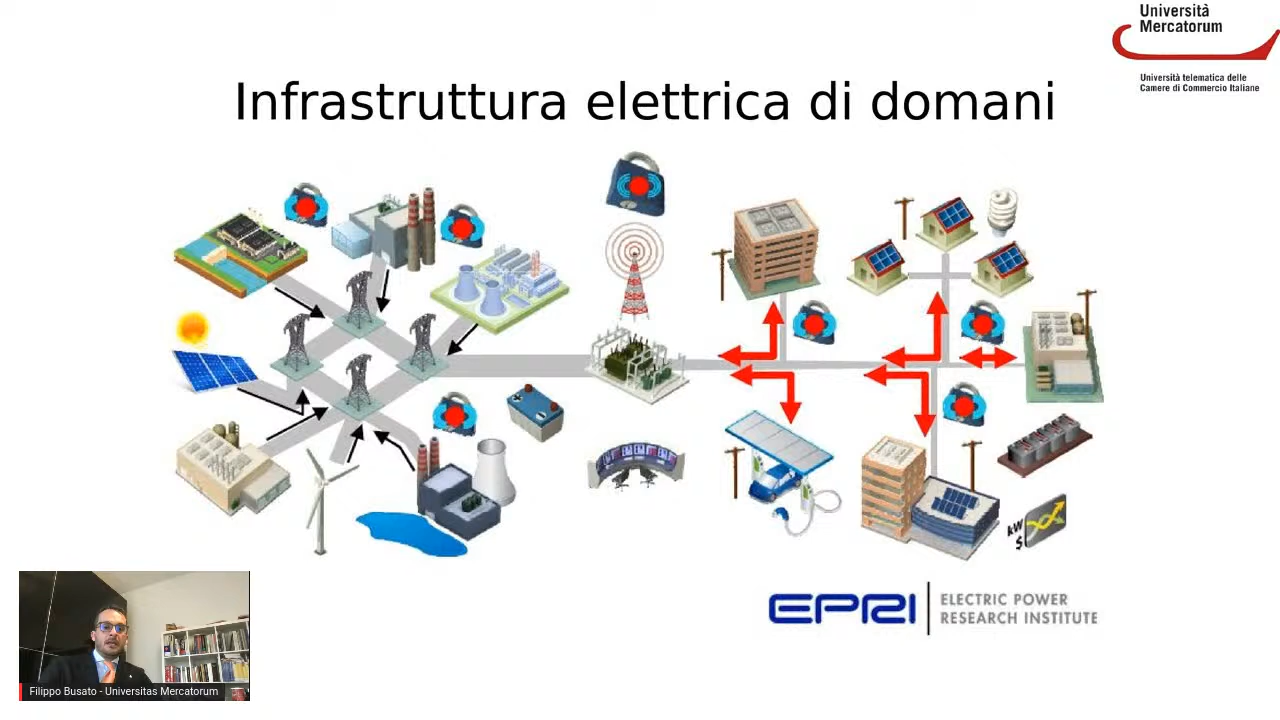 Università
Mercatorum
Università telematica delle
Camere di Commercio Italiane
Infrastruttura elettrica di domani
kW
$
EPRI
ELECTRIC POWER
RESEARCH INSTITUTE
Filippo Busato - Universitas Mercatorum